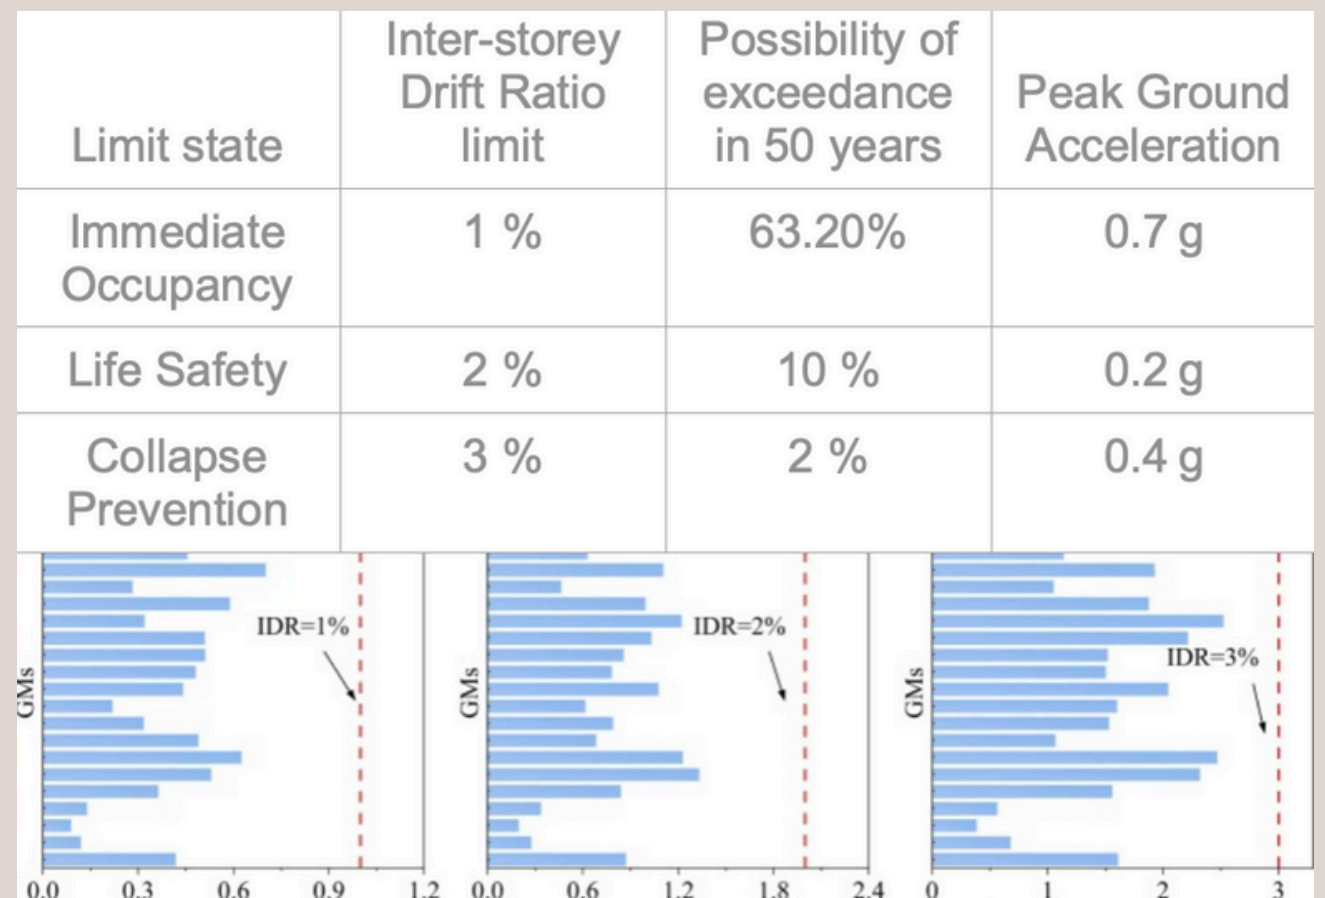 Limit state
Inter-storey
Drift Ratio
limit
Possibility of
exceedance
in 50 years
Peak Ground
Acceleration
Immediate
Occupancy
1 %
63.20%
0.7 g
Life Safety
2 %
10 %
0.2 g
Collapse
Prevention
3 %
2 %
0.4 g
GMs
IDR=1%
0.0 0.3 0.6 0.9 1.2
GMs
IDR=2%
0.0 0.6 1.2 1.8 2.4
GMs
IDR=3%
0 1 2 3